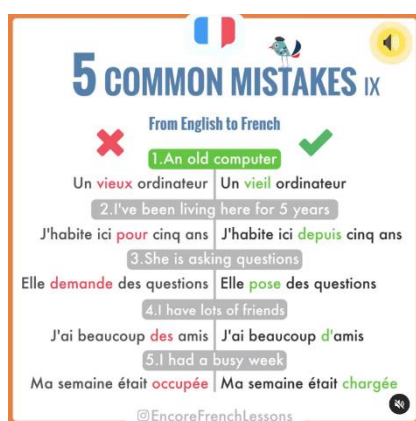 5 COMMON MISTAKES IX
From English to French
1.An old computer
Un vieux ordinateur Un vieil ordinateur
2.I've been living here for 5 years
J'habite ici pour cinq ans J'habite ici depuis cinq ans
3.She is asking questions
Elle demande des questions Elle pose des questions
4.I have lots of friends
J'ai beaucoup des amis J'ai beaucoup d'amis
5.I had a busy week
Ma semaine était occupée Ma semaine était chargée
@EncoreFrenchLessons